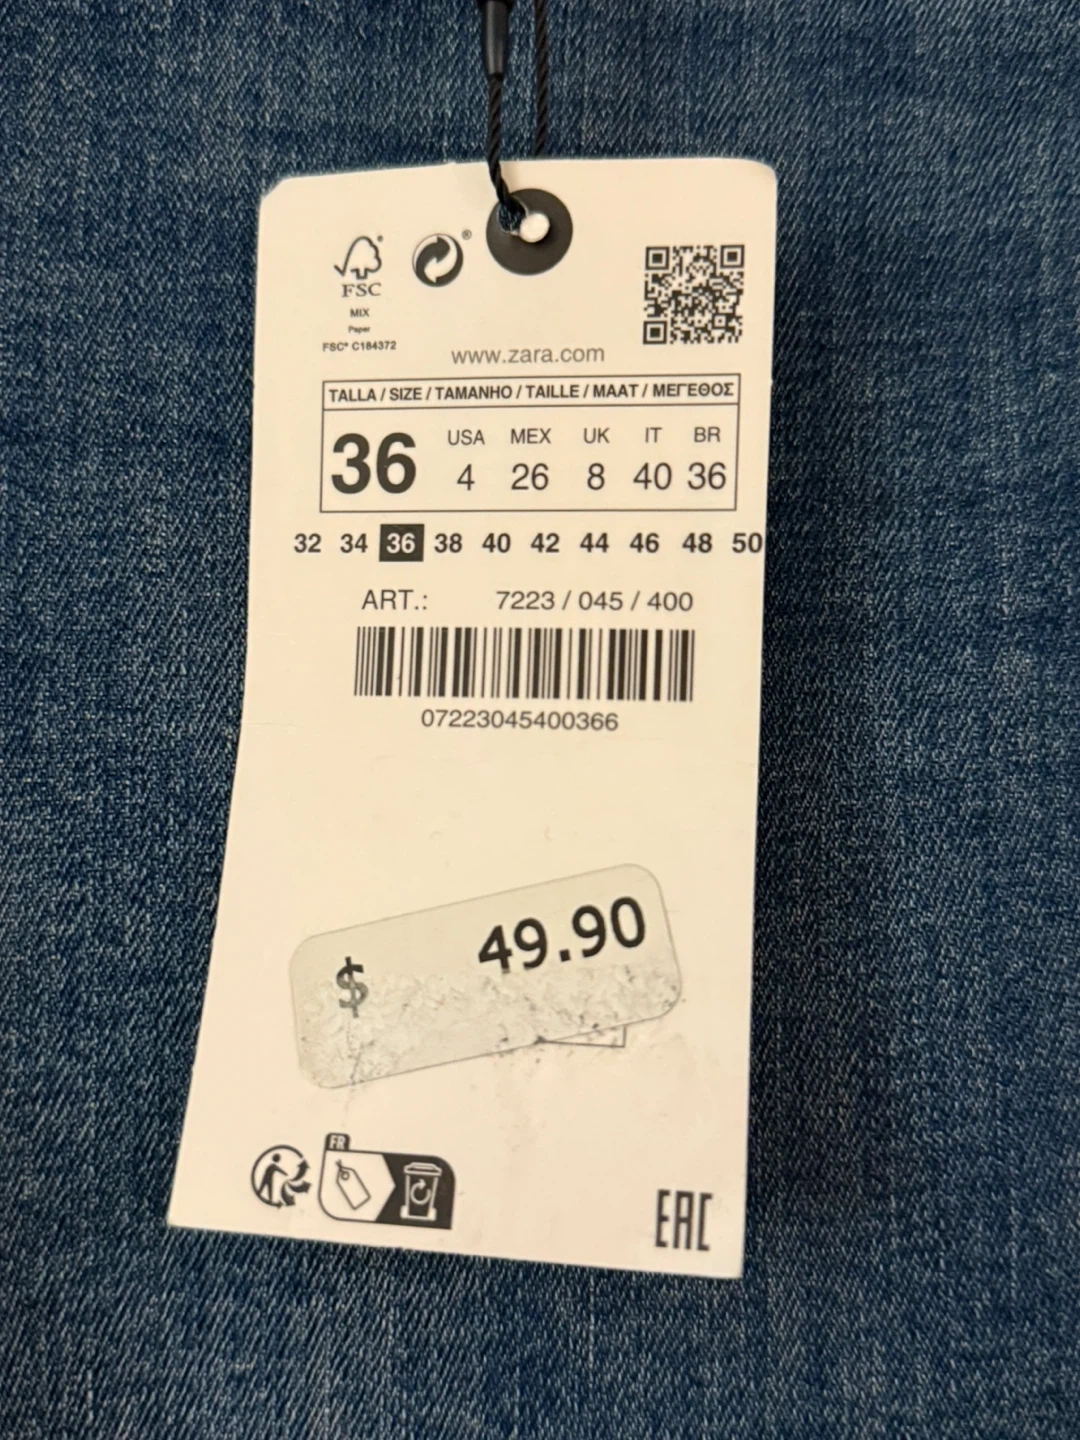 FSC®
MIX
Paper
FSC® C184372
®
www.zara.com
TALLA / SIZE / TAMANHO / TAILLE / MAAT / ΜΕΓΕΘΟΣ
36
USA MEX UK IT BR
4 26 8 40 36
32 34 36 38 40 42 44 46 48 50
ART.: 7223 / 045 / 400
07223045400366
$ 49.90
FR
EAC